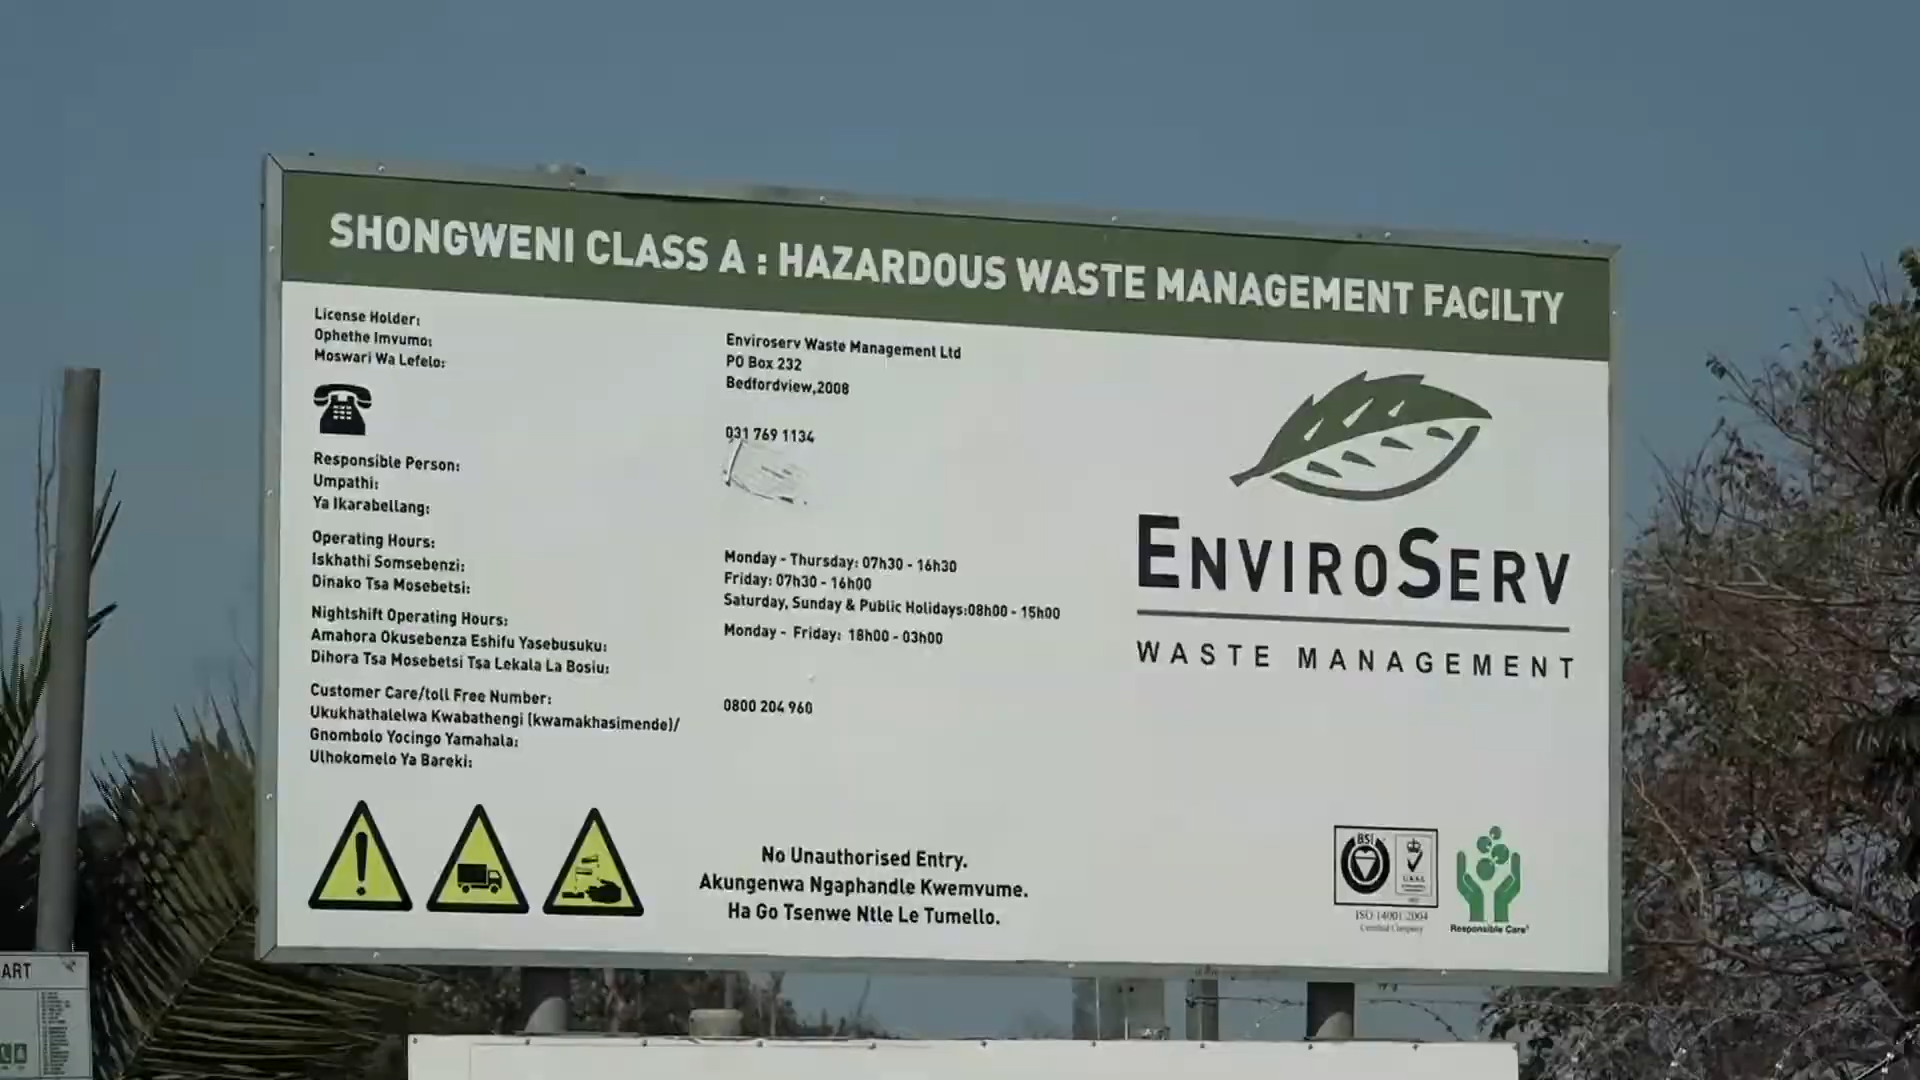 SHONGWENI CLASS A : HAZARDOUS WASTE MANAGEMENT FACILTY
License Holder:
Ophethe Imvumo:
Moswari Wa Lefelo:
Enviroserv Waste Management Ltd
PO Box 232
Bedfordview,2008
031 769 1134
Responsible Person:
Umpathi:
Ya Ikarabellang:
Operating Hours:
Iskhathi Somsebenzi:
Dinako Tsa Mosebetsi:
Monday - Thursday: 07h30 - 16h30
Friday: 07h30 - 16h00
Saturday, Sunday & Public Holidays:08h00 - 15h00
Nightshift Operating Hours:
Amahora Okusebenza Eshifu Yasebusuku:
Dihora Tsa Mosebetsi Tsa Lekala La Bosiu:
Monday - Friday: 18h00 - 03h00
Customer Care/toll Free Number:
Ukukhathalelwa Kwabathengi (kwamakhasimende)/
Gnombolo Yocingo Yamahala:
Ulhokomelo Ya Bareki:
0800 204 960
No Unauthorised Entry.
Akungenwa Ngaphandle Kwemvume.
Ha Go Tsenwe Ntle Le Tumello.
ENVIROSERV
WASTE MANAGEMENT
BSI
UKAS
ISO 14001:2004
Certified Company
Responsible Care
ART